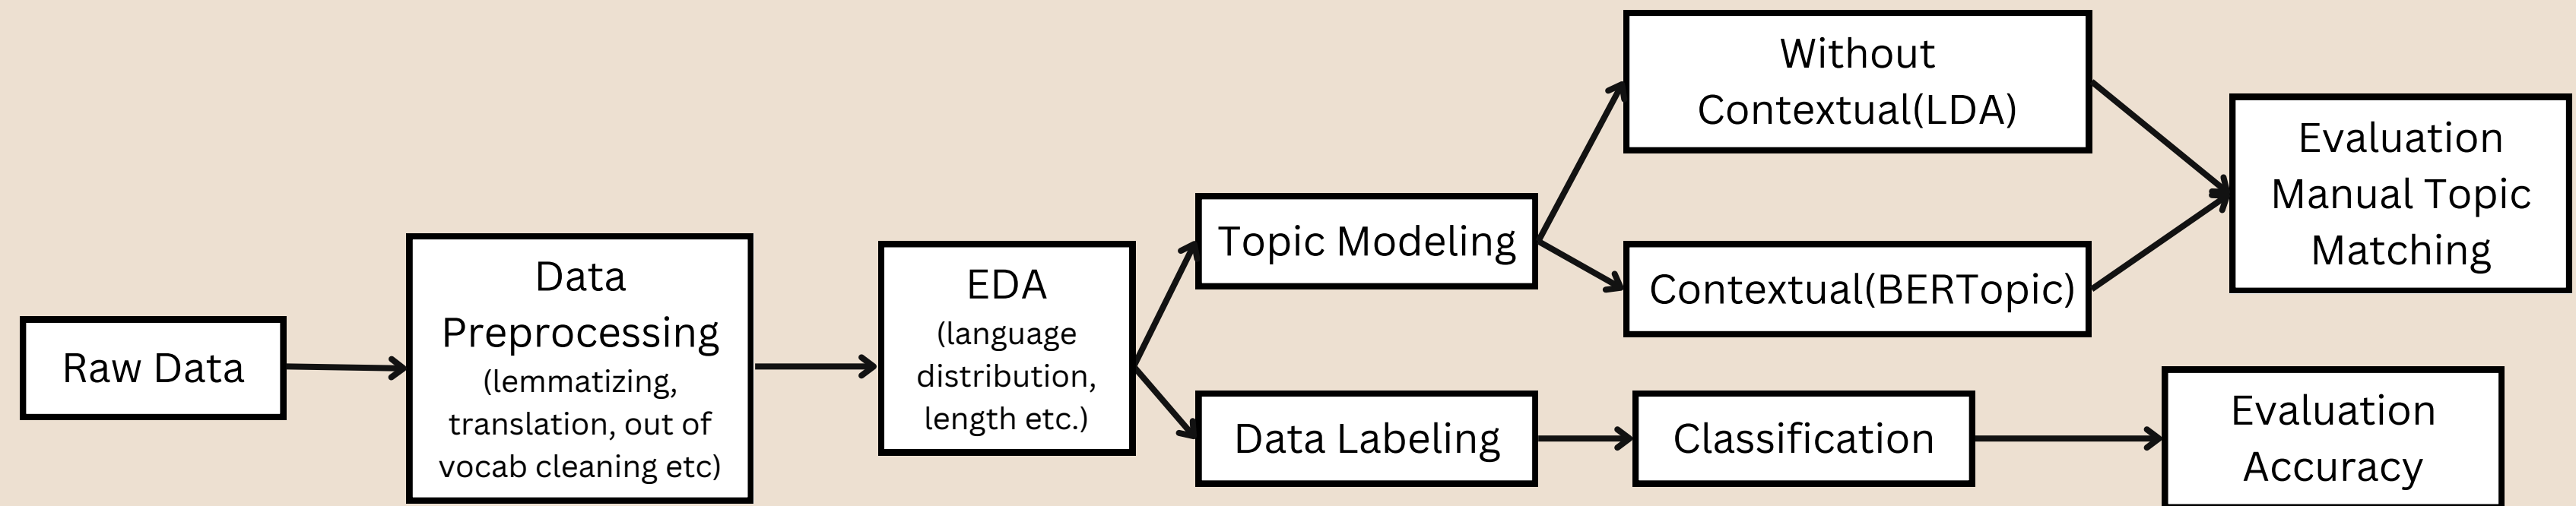 Raw Data
Data
Preprocessing
(lemmatizing,
translation, out of
vocab cleaning etc)
EDA
(language
distribution,
length etc.)
Topic Modeling
Without
Contextual(LDA)
Contextual(BERTopic)
Evaluation
Manual Topic
Matching
Data Labeling
Classification
Evaluation
Accuracy